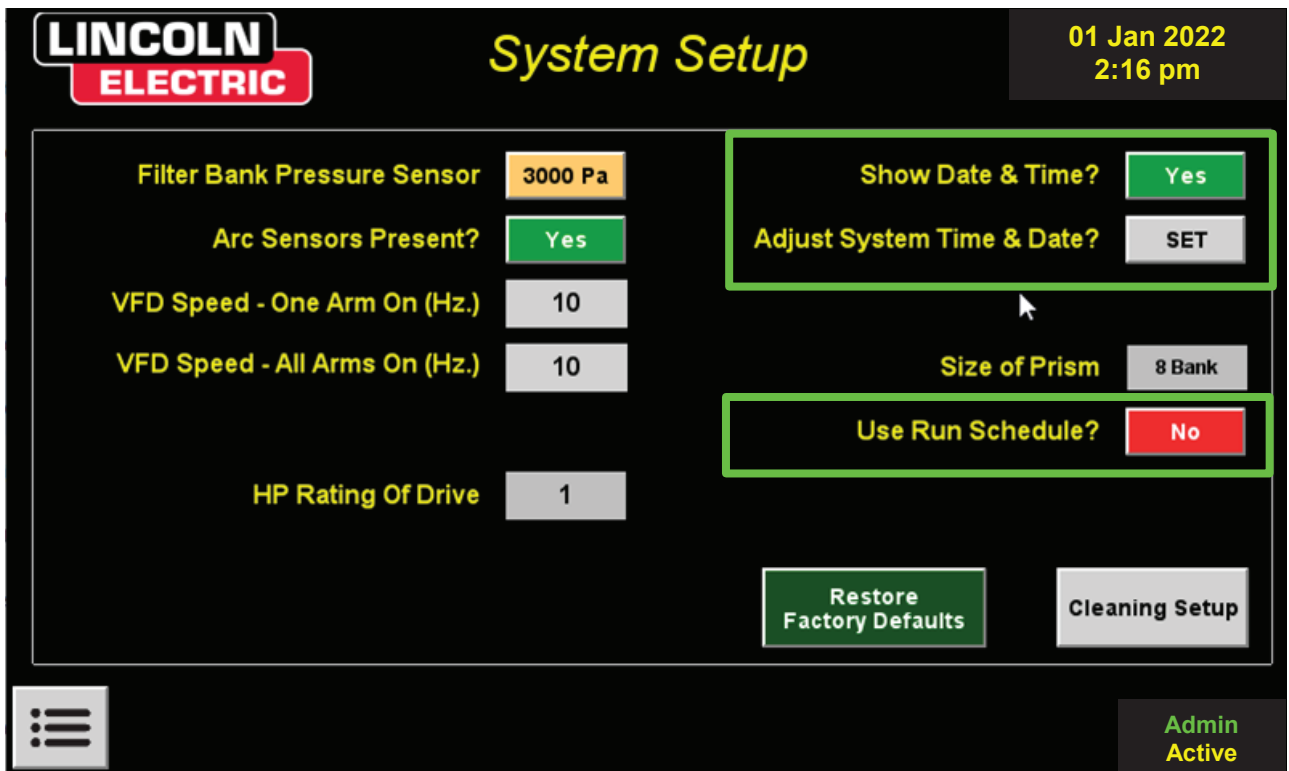 LINCOLN
ELECTRIC
System Setup
01 Jan 2022
2:16 pm
Filter Bank Pressure Sensor 3000 Pa
Arc Sensors Present? Yes
VFD Speed - One Arm On (Hz.) 10
VFD Speed - All Arms On (Hz.) 10
HP Rating Of Drive 1
Show Date & Time? Yes
Adjust System Time & Date? SET
Size of Prism 8 Bank
Use Run Schedule? No
Restore
Factory Defaults
Cleaning Setup
Admin
Active